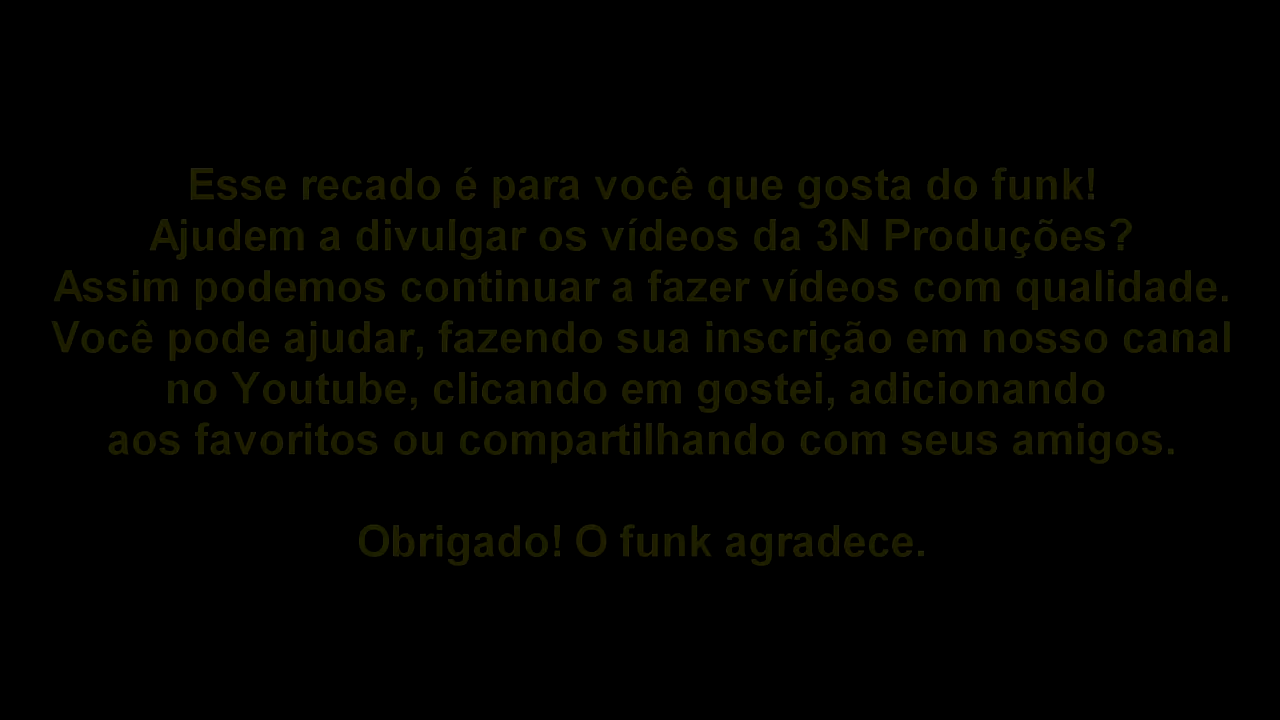 Esse recado é para você que gosta do funk!
Ajudem a divulgar os vídeos da 3N Produções?
Assim podemos continuar a fazer vídeos com qualidade.
Você pode ajudar, fazendo sua inscrição em nosso canal
no Youtube, clicando em gostei, adicionando
aos favoritos ou compartilhando com seus amigos.
Obrigado! O funk agradece.